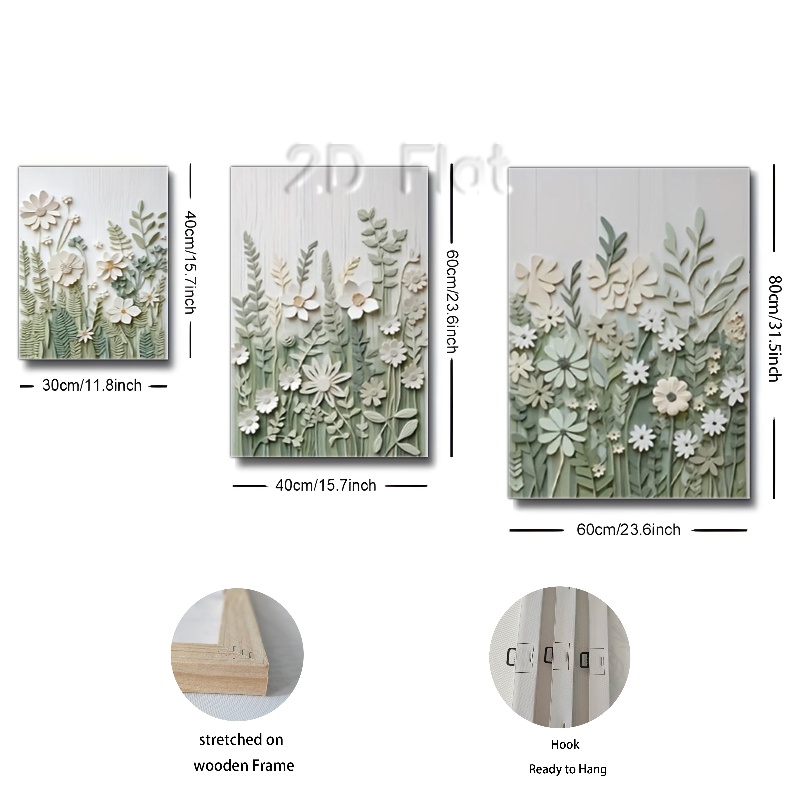 2.D Flat
40cm/15.7inch
30cm/11.8inch
60cm/23.6inch
40cm/15.7inch
80cm/31.5inch
60cm/23.6inch
stretched on
wooden Frame
Hook
Ready to Hang